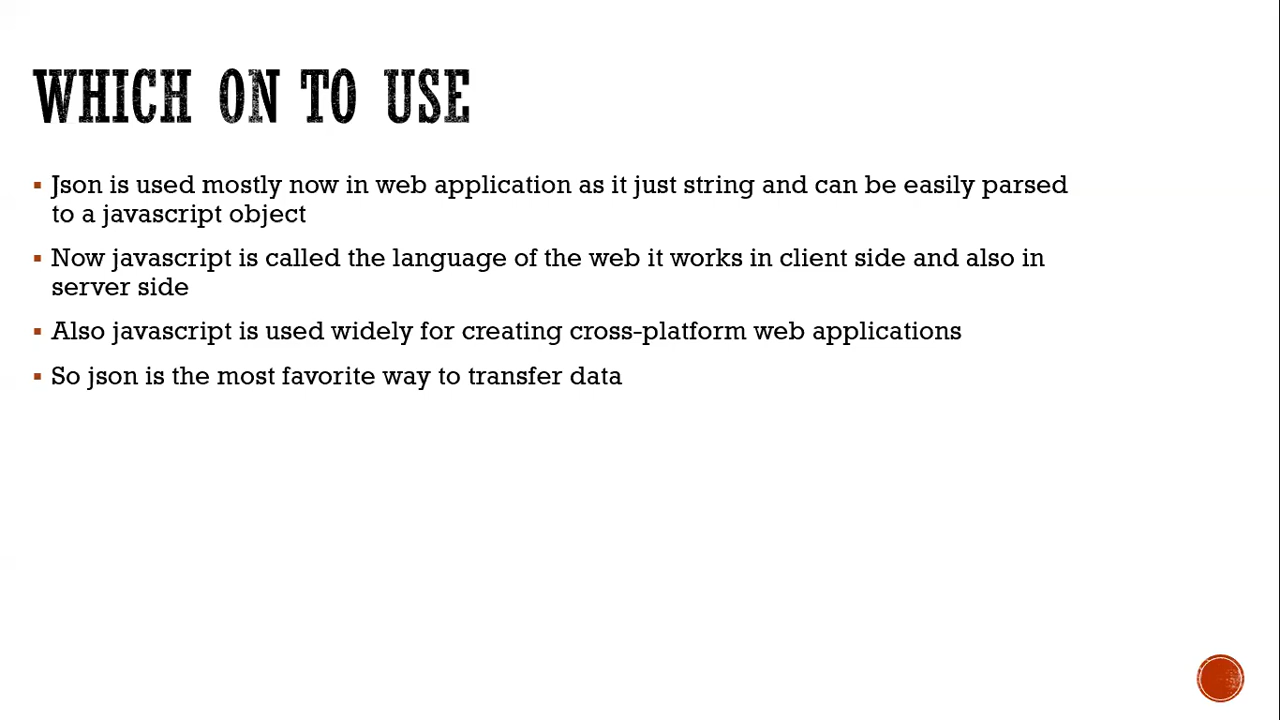 WHICH ON TO USE
▪ Json is used mostly now in web application as it just string and can be easily parsed
to a javascript object
▪ Now javascript is called the language of the web it works in client side and also in
server side
▪ Also javascript is used widely for creating cross-platform web applications
▪ So json is the most favorite way to transfer data